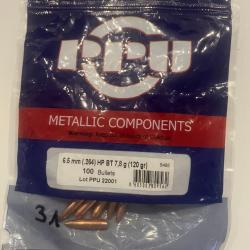 PPU
METALLIC COMPONENTS
6.5 mm (.264) HP BT 7,8 g (120 gr)
100 Bullets
Lot PPU 22001
31